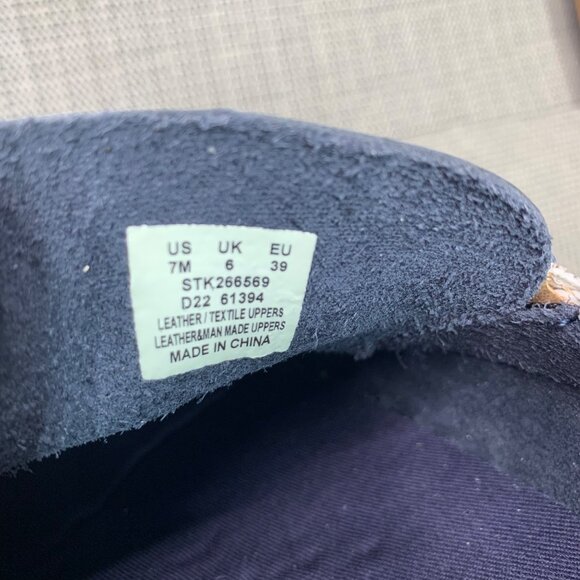 US UK EU
7M 6 39
STK266569
D22 61394
LEATHER / TEXTILE UPPERS
LEATHER&MAN MADE UPPERS
MADE IN CHINA